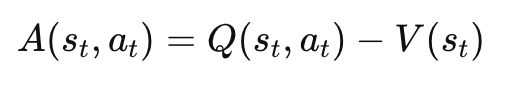 A(s_t, a_t) = Q(s_t, a_t) − V(s_t)